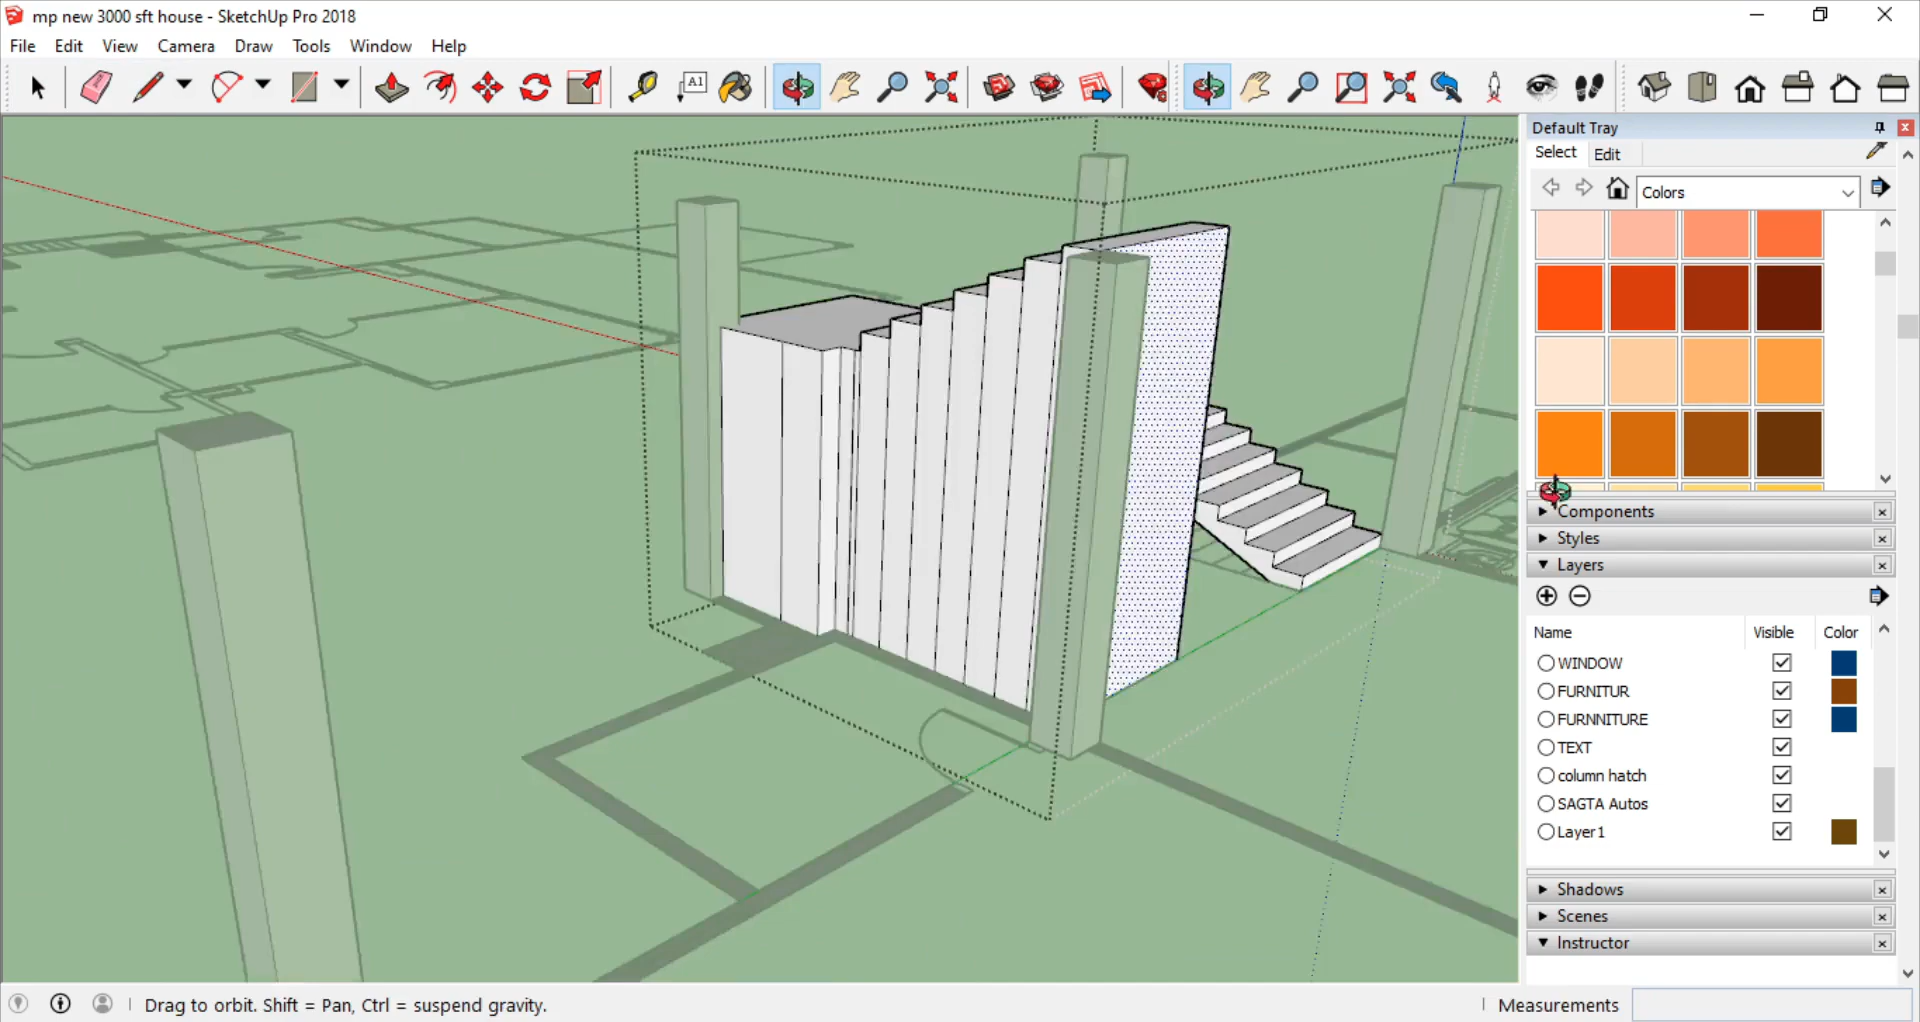 mp new 3000 sft house - SketchUp Pro 2018
File Edit View Camera Draw Tools Window Help
A1
Default Tray
Select Edit
Colors
Components
Styles
Layers
Name Visible Color
WINDOW
FURNITUR
FURNNITURE
TEXT
column hatch
SAGTA Autos
Layer1
Shadows
Scenes
Instructor
Drag to orbit. Shift = Pan, Ctrl = suspend gravity.
Measurements